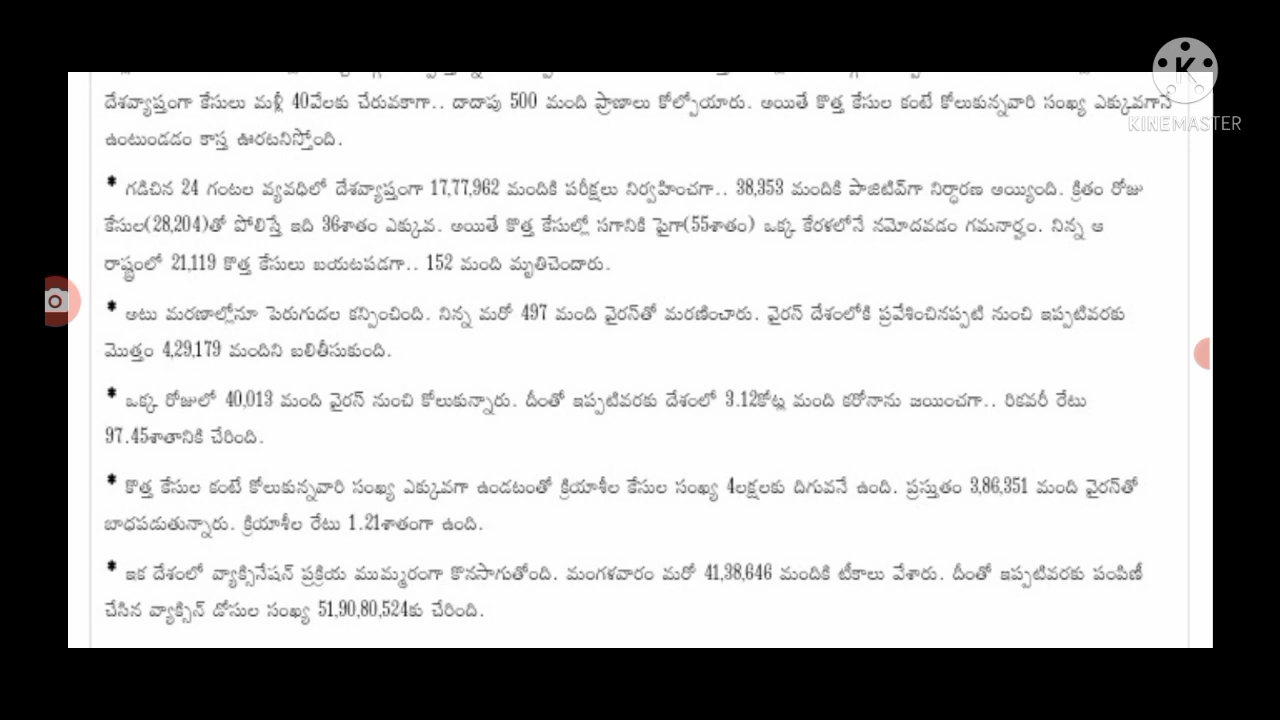 దేశవ్యాప్తంగా కేసులు మళ్లీ 40వేలకు చేరువకాగా.. దాదాపు 500 మంది ప్రాణాలు కోల్పోయారు. అయితే కొత్త కేసుల కంటే కోలుకున్నవారి సంఖ్య ఎక్కువగానే
KINEMASTER
ఉంటుండడం కాస్త ఊరటనిస్తోంది.
* గడిచిన 24 గంటల వ్యవధిలో దేశవ్యాప్తంగా 17,77,962 మందికి పరీక్షలు నిర్వహించగా.. 38,353 మందికి పాజిటివ్‌గా నిర్ధారణ అయ్యింది. క్రితం రోజు
కేసుల(28,204)తో పోలిస్తే ఇది 36శాతం ఎక్కువ. అయితే కొత్త కేసుల్లో సగానికి పైగా(55శాతం) ఒక్క కేరళలోనే నమోదవడం గమనార్హం. నిన్న ఆ
రాష్ట్రంలో 21,119 కొత్త కేసులు బయటపడగా.. 152 మంది మృతిచెందారు.
* అటు మరణాల్లోనూ పెరుగుదల కన్పించింది. నిన్న మరో 497 మంది వైరస్‌తో మరణించారు. వైరస్‌ దేశంలోకి ప్రవేశించినప్పటి నుంచి ఇప్పటివరకు
మొత్తం 4,29,179 మందిని బలితీసుకుంది.
* ఒక్క రోజులో 40,013 మంది వైరస్‌ నుంచి కోలుకున్నారు. దీంతో ఇప్పటివరకు దేశంలో 3.12కోట్ల మంది కరోనాను జయించగా.. రికవరీ రేటు
97.45శాతానికి చేరింది.
* కొత్త కేసుల కంటే కోలుకున్నవారి సంఖ్య ఎక్కువగా ఉండటంతో క్రియాశీల కేసుల సంఖ్య 4లక్షలకు దిగువనే ఉంది. ప్రస్తుతం 3,86,351 మంది వైరస్‌తో
బాధపడుతున్నారు. క్రియాశీల రేటు 1.21శాతంగా ఉంది.
* ఇక దేశంలో వ్యాక్సినేషన్‌ ప్రక్రియ ముమ్మరంగా కొనసాగుతోంది. మంగళవారం మరో 41,38,646 మందికి టీకాలు వేశారు. దీంతో ఇప్పటివరకు పంపిణీ
చేసిన వ్యాక్సిన్‌ డోసుల సంఖ్య 51,90,80,524కు చేరింది.